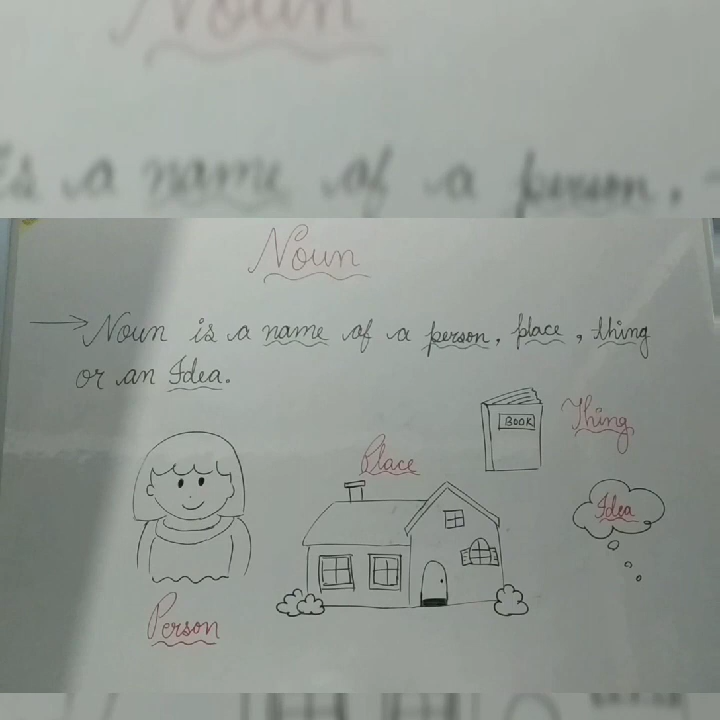 Noun
→ Noun is a name of a person, place, thing
or an Idea.
BOOK
Thing
Place
Idea
Person